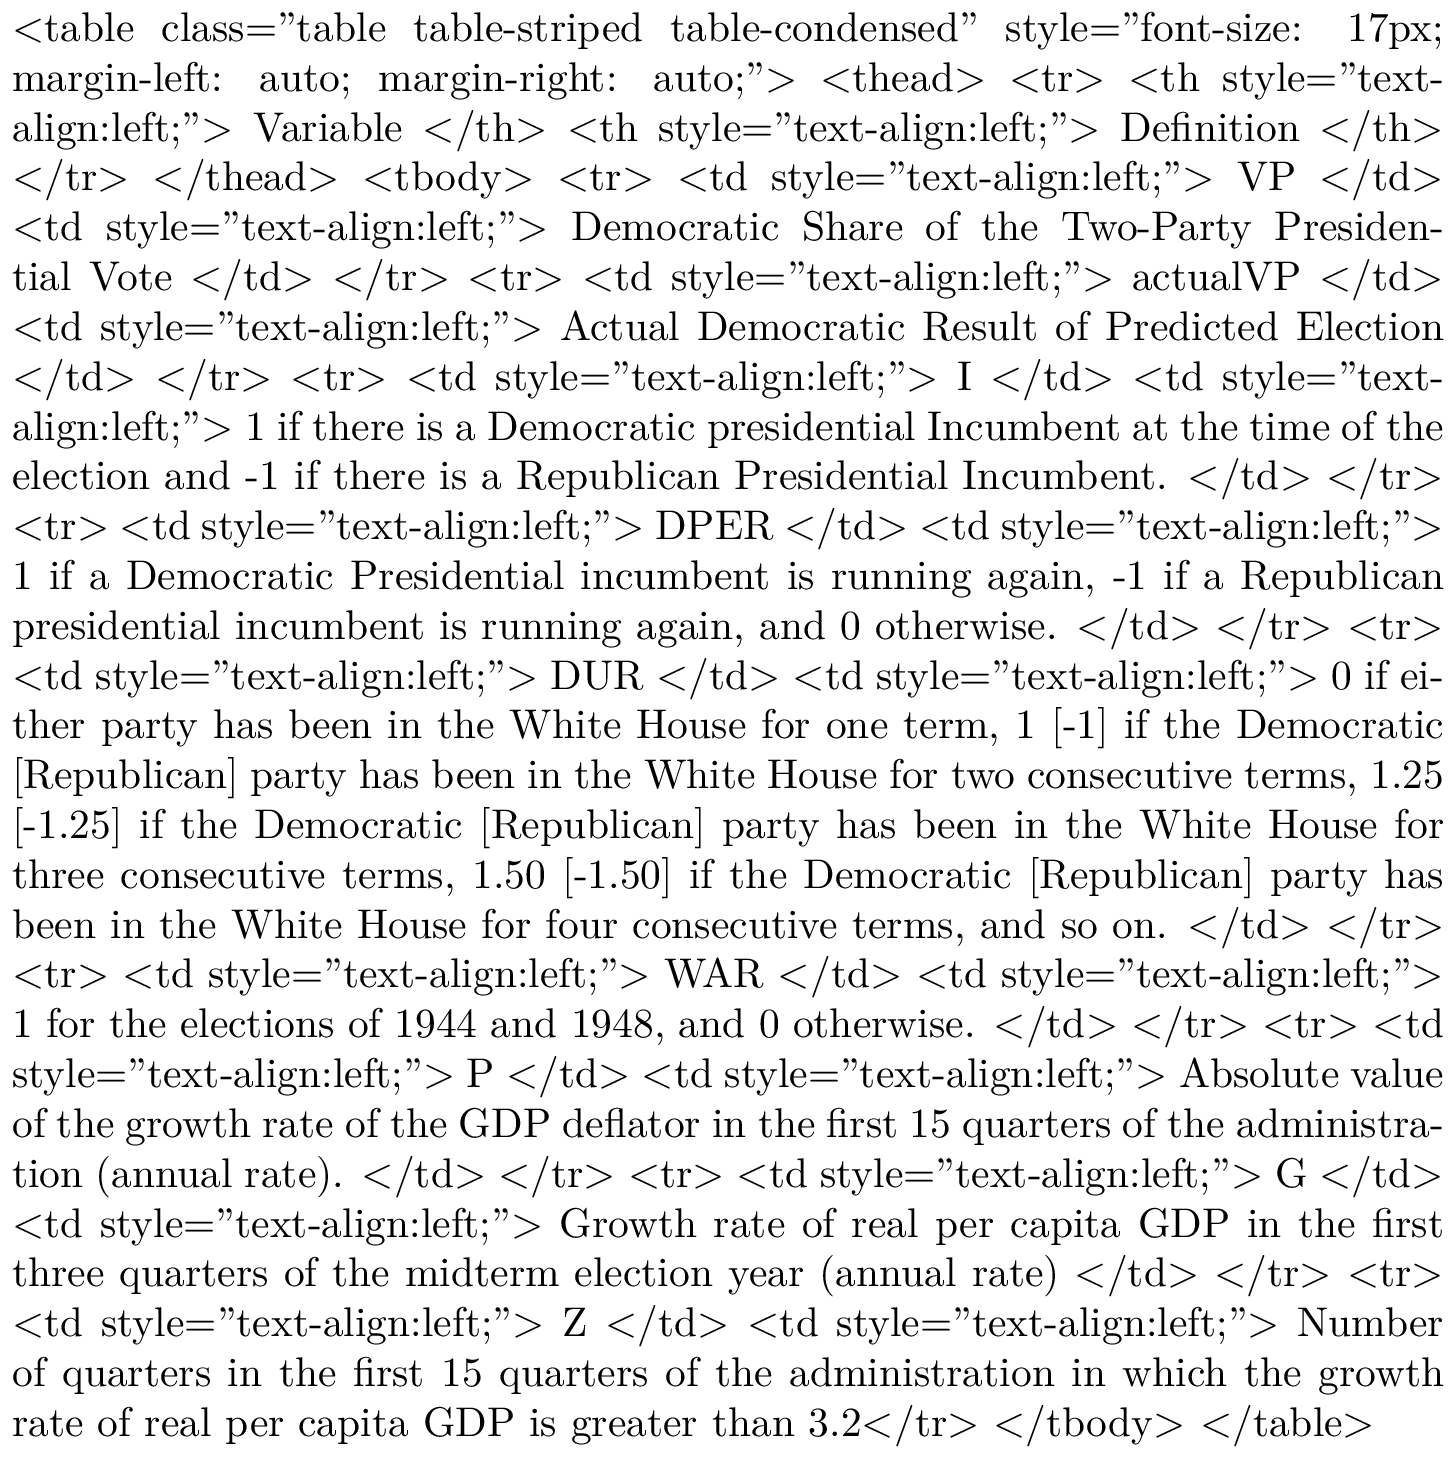 <table class=”table table-striped table-condensed” style=”font-size: 17px;
margin-left: auto; margin-right: auto;”> <thead> <tr> <th style=”text-
align:left;”> Variable </th> <th style=”text-align:left;”> Definition </th>
</tr> </thead> <tbody> <tr> <td style=”text-align:left;”> VP </td>
<td style=”text-align:left;”> Democratic Share of the Two-Party Presiden-
tial Vote </td> </tr> <tr> <td style=”text-align:left;”> actualVP </td>
<td style=”text-align:left;”> Actual Democratic Result of Predicted Election
</td> </tr> <tr> <td style=”text-align:left;”> I </td> <td style=”text-
align:left;”> 1 if there is a Democratic presidential Incumbent at the time of the
election and -1 if there is a Republican Presidential Incumbent. </td> </tr>
<tr> <td style=”text-align:left;”> DPER </td> <td style=”text-align:left;”>
1 if a Democratic Presidential incumbent is running again, -1 if a Republican
presidential incumbent is running again, and 0 otherwise. </td> </tr> <tr>
<td style=”text-align:left;”> DUR </td> <td style=”text-align:left;”> 0 if ei-
ther party has been in the White House for one term, 1 [-1] if the Democratic
[Republican] party has been in the White House for two consecutive terms, 1.25
[-1.25] if the Democratic [Republican] party has been in the White House for
three consecutive terms, 1.50 [-1.50] if the Democratic [Republican] party has
been in the White House for four consecutive terms, and so on. </td> </tr>
<tr> <td style=”text-align:left;”> WAR </td> <td style=”text-align:left;”>
1 for the elections of 1944 and 1948, and 0 otherwise. </td> </tr> <tr> <td
style=”text-align:left;”> P </td> <td style=”text-align:left;”> Absolute value
of the growth rate of the GDP deflator in the first 15 quarters of the administra-
tion (annual rate). </td> </tr> <tr> <td style=”text-align:left;”> G </td>
<td style=”text-align:left;”> Growth rate of real per capita GDP in the first
three quarters of the midterm election year (annual rate) </td> </tr> <tr>
<td style=”text-align:left;”> Z </td> <td style=”text-align:left;”> Number
of quarters in the first 15 quarters of the administration in which the growth
rate of real per capita GDP is greater than 3.2</tr> </tbody> </table>